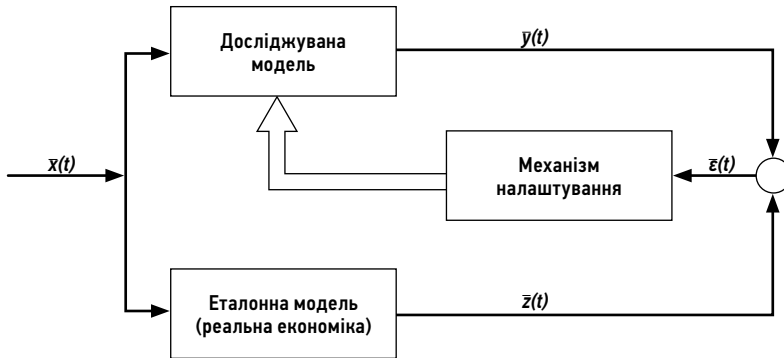 Досліджувана
модель
y̅(t)
x̅(t)
Механізм
налаштування
ε̅(t)
Еталонна модель
(реальна економіка)
z̅(t)